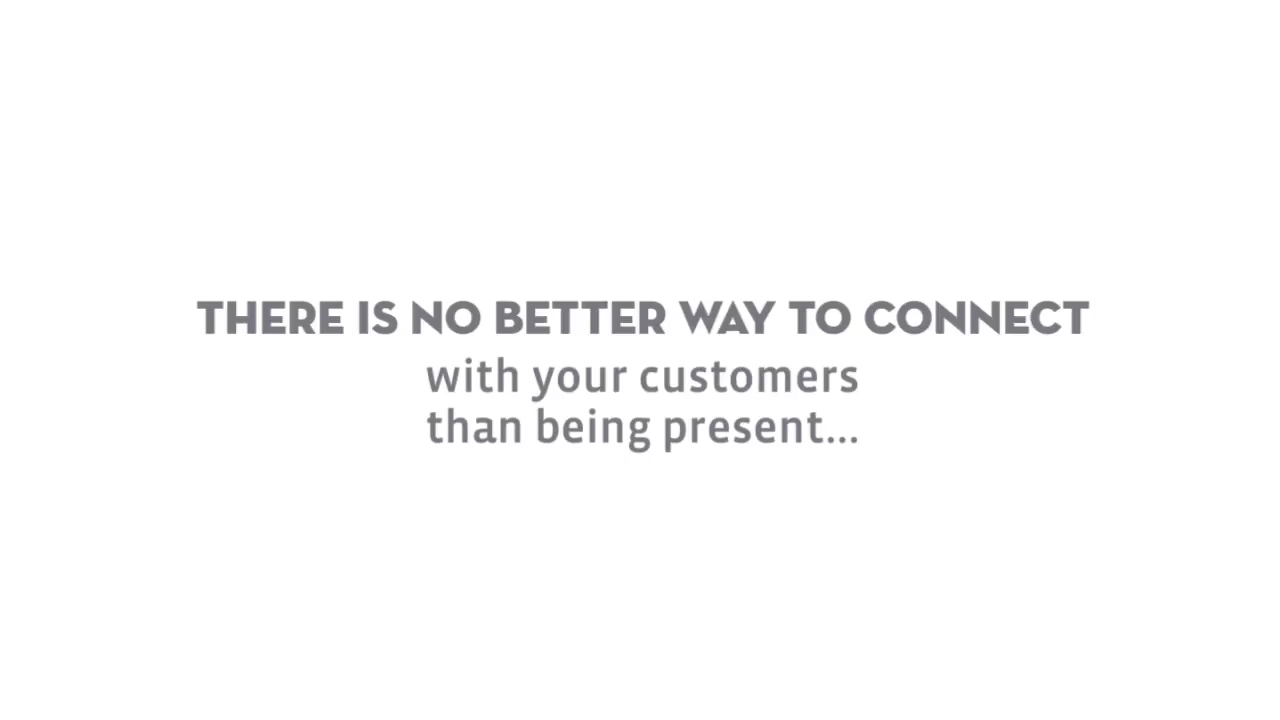 THERE IS NO BETTER WAY TO CONNECT
with your customers
than being present...